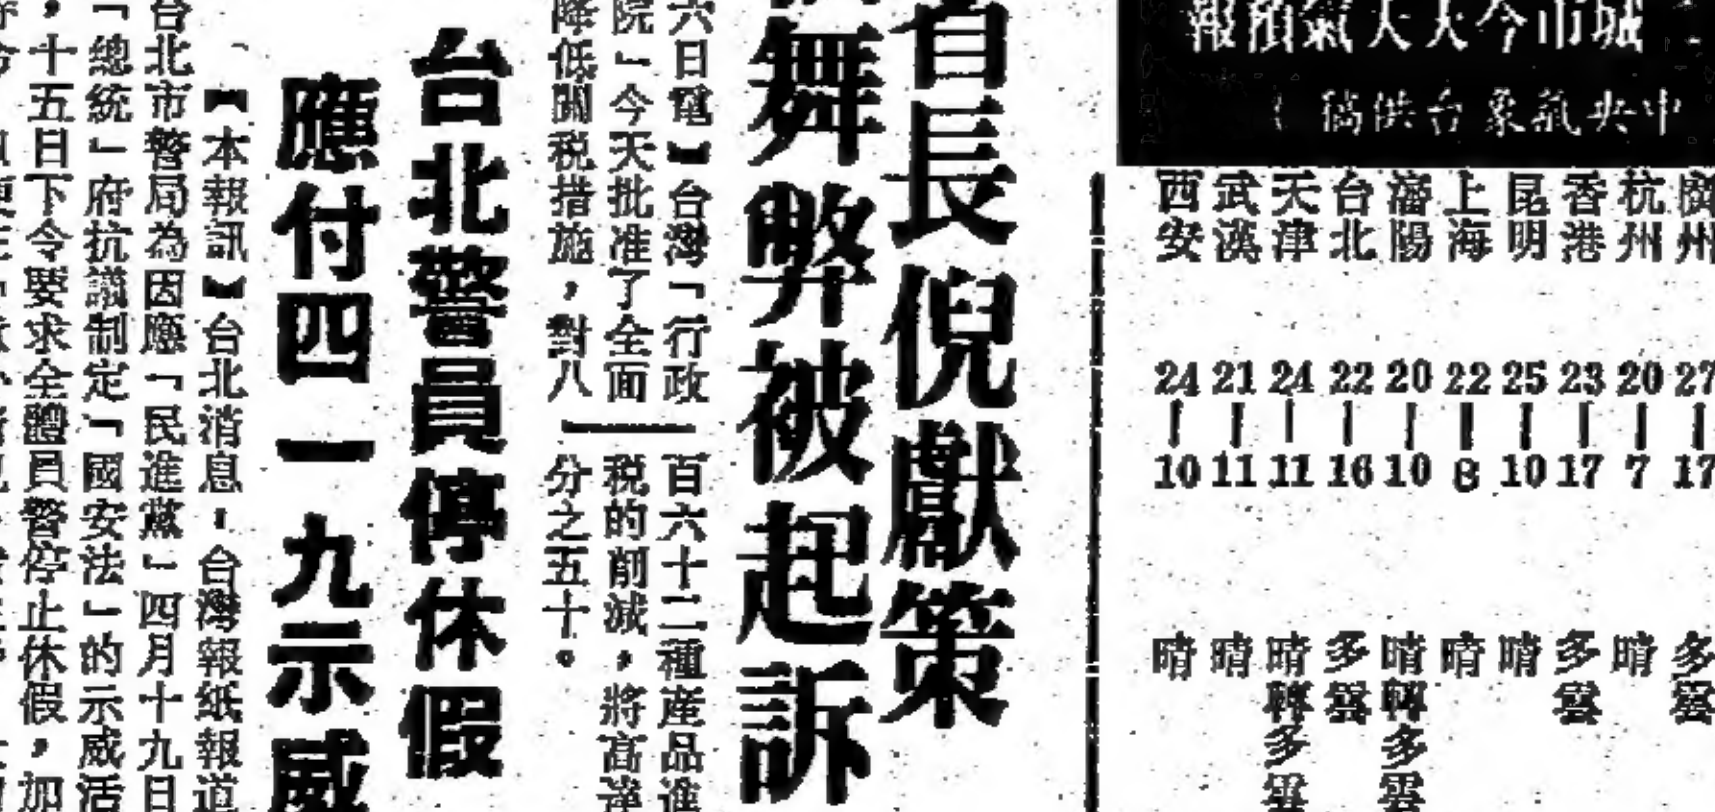 城市今天天氣預報
中央氣象台供稿
廣州 27 17 多雲
杭州 20 7 晴
香港 23 17 多雲
昆明 25 10 晴
上海 22 8 晴
瀋陽 20 10 晴轉多雲
台北 22 16 多雲
天津 24 11 晴轉多雲
武漢 21 11 晴
西安 24 10 晴
省長倪獻策
舞弊被起訴
六日電】台灣「行政
院」今天批准了全面
降低關税措施，對八
百六十二種産品進
税的削減，將高達
分之五十。
台北警員停休假
應付四一九示威
【本報訊】台北消息，台灣報紙報道
台北市警局為因應「民進黨」四月十九日
「總統」府抗議制定「國安法」的示威活
，十五日下令要求全體員警停止休假，加